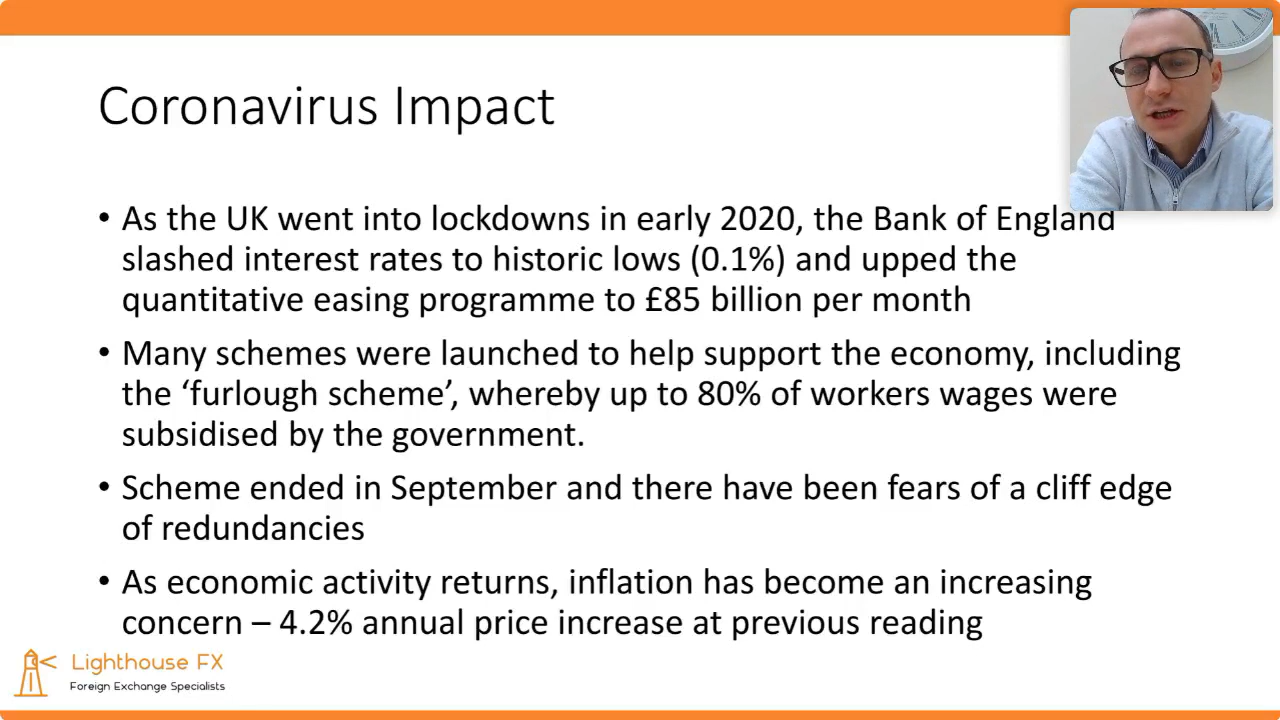 Coronavirus Impact
• As the UK went into lockdowns in early 2020, the Bank of England
slashed interest rates to historic lows (0.1%) and upped the
quantitative easing programme to £85 billion per month
• Many schemes were launched to help support the economy, including
the ‘furlough scheme’, whereby up to 80% of workers wages were
subsidised by the government.
• Scheme ended in September and there have been fears of a cliff edge
of redundancies
• As economic activity returns, inflation has become an increasing
concern – 4.2% annual price increase at previous reading
Lighthouse FX
Foreign Exchange Specialists